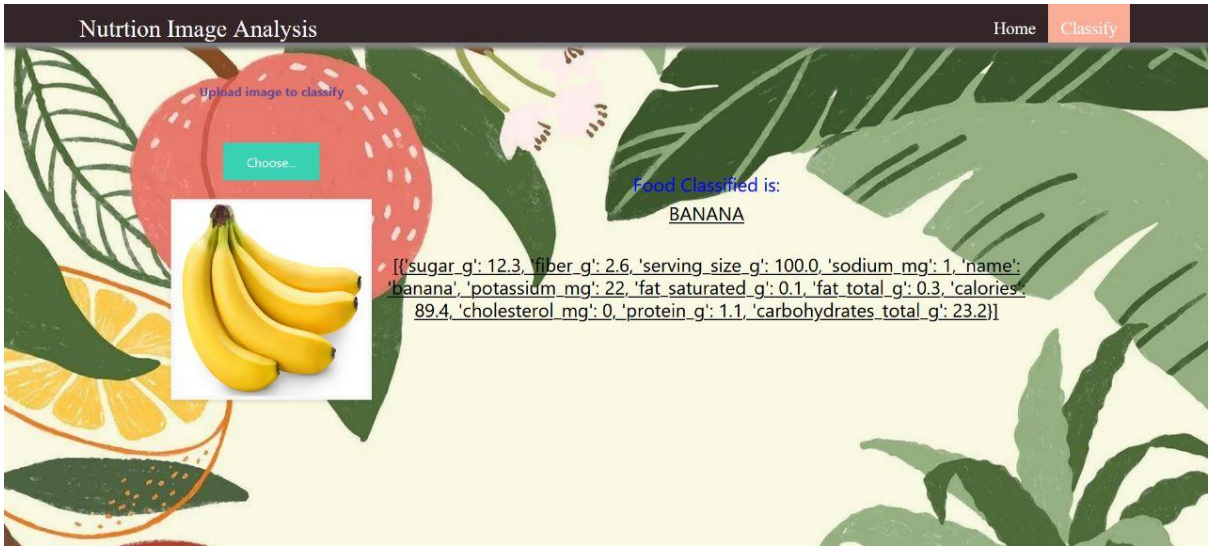 Nutrtion Image Analysis
Home
Classify
Upload image to classify
Choose...
Food Classified is:
BANANA
[{'sugar_g': 12.3, 'fiber_g': 2.6, 'serving_size_g': 100.0, 'sodium_mg': 1, 'name':
'banana', 'potassium_mg': 22, 'fat_saturated_g': 0.1, 'fat_total_g': 0.3, 'calories':
89.4, 'cholesterol_mg': 0, 'protein_g': 1.1, 'carbohydrates_total_g': 23.2}]